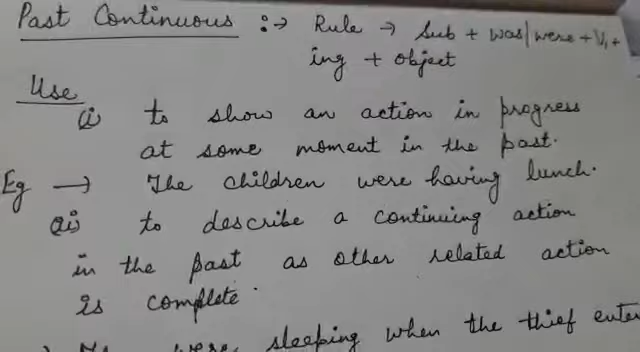 Past Continuous :→ Rule → Sub + was/were + V1 +
ing + object
Use
(i) to show an action in progress
at some moment in the past.
Eg → The children were having lunch.
(ii) to describe a continuing action
in the past as other related action
is complete.
were sleeping when the thief enter